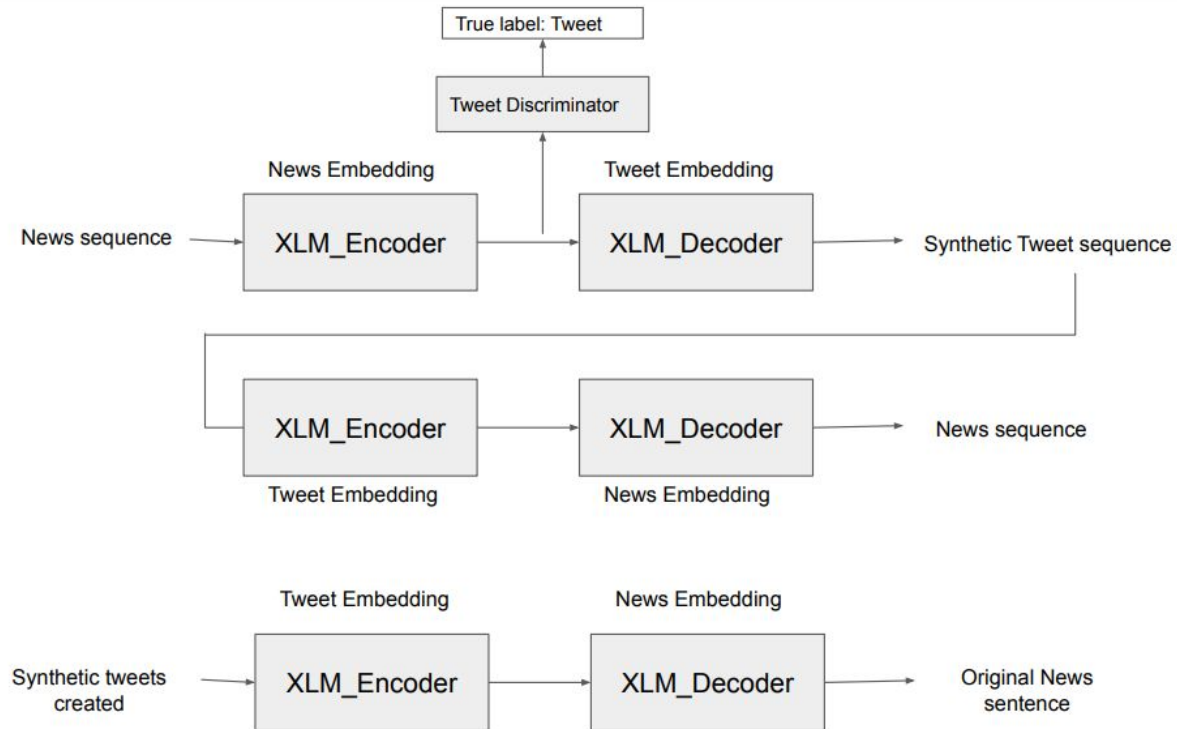 True label: Tweet
Tweet Discriminator
News Embedding
Tweet Embedding
News sequence
XLM_Encoder
XLM_Decoder
Synthetic Tweet sequence
XLM_Encoder
XLM_Decoder
News sequence
Tweet Embedding
News Embedding
Tweet Embedding
News Embedding
Synthetic tweets
created
XLM_Encoder
XLM_Decoder
Original News
sentence